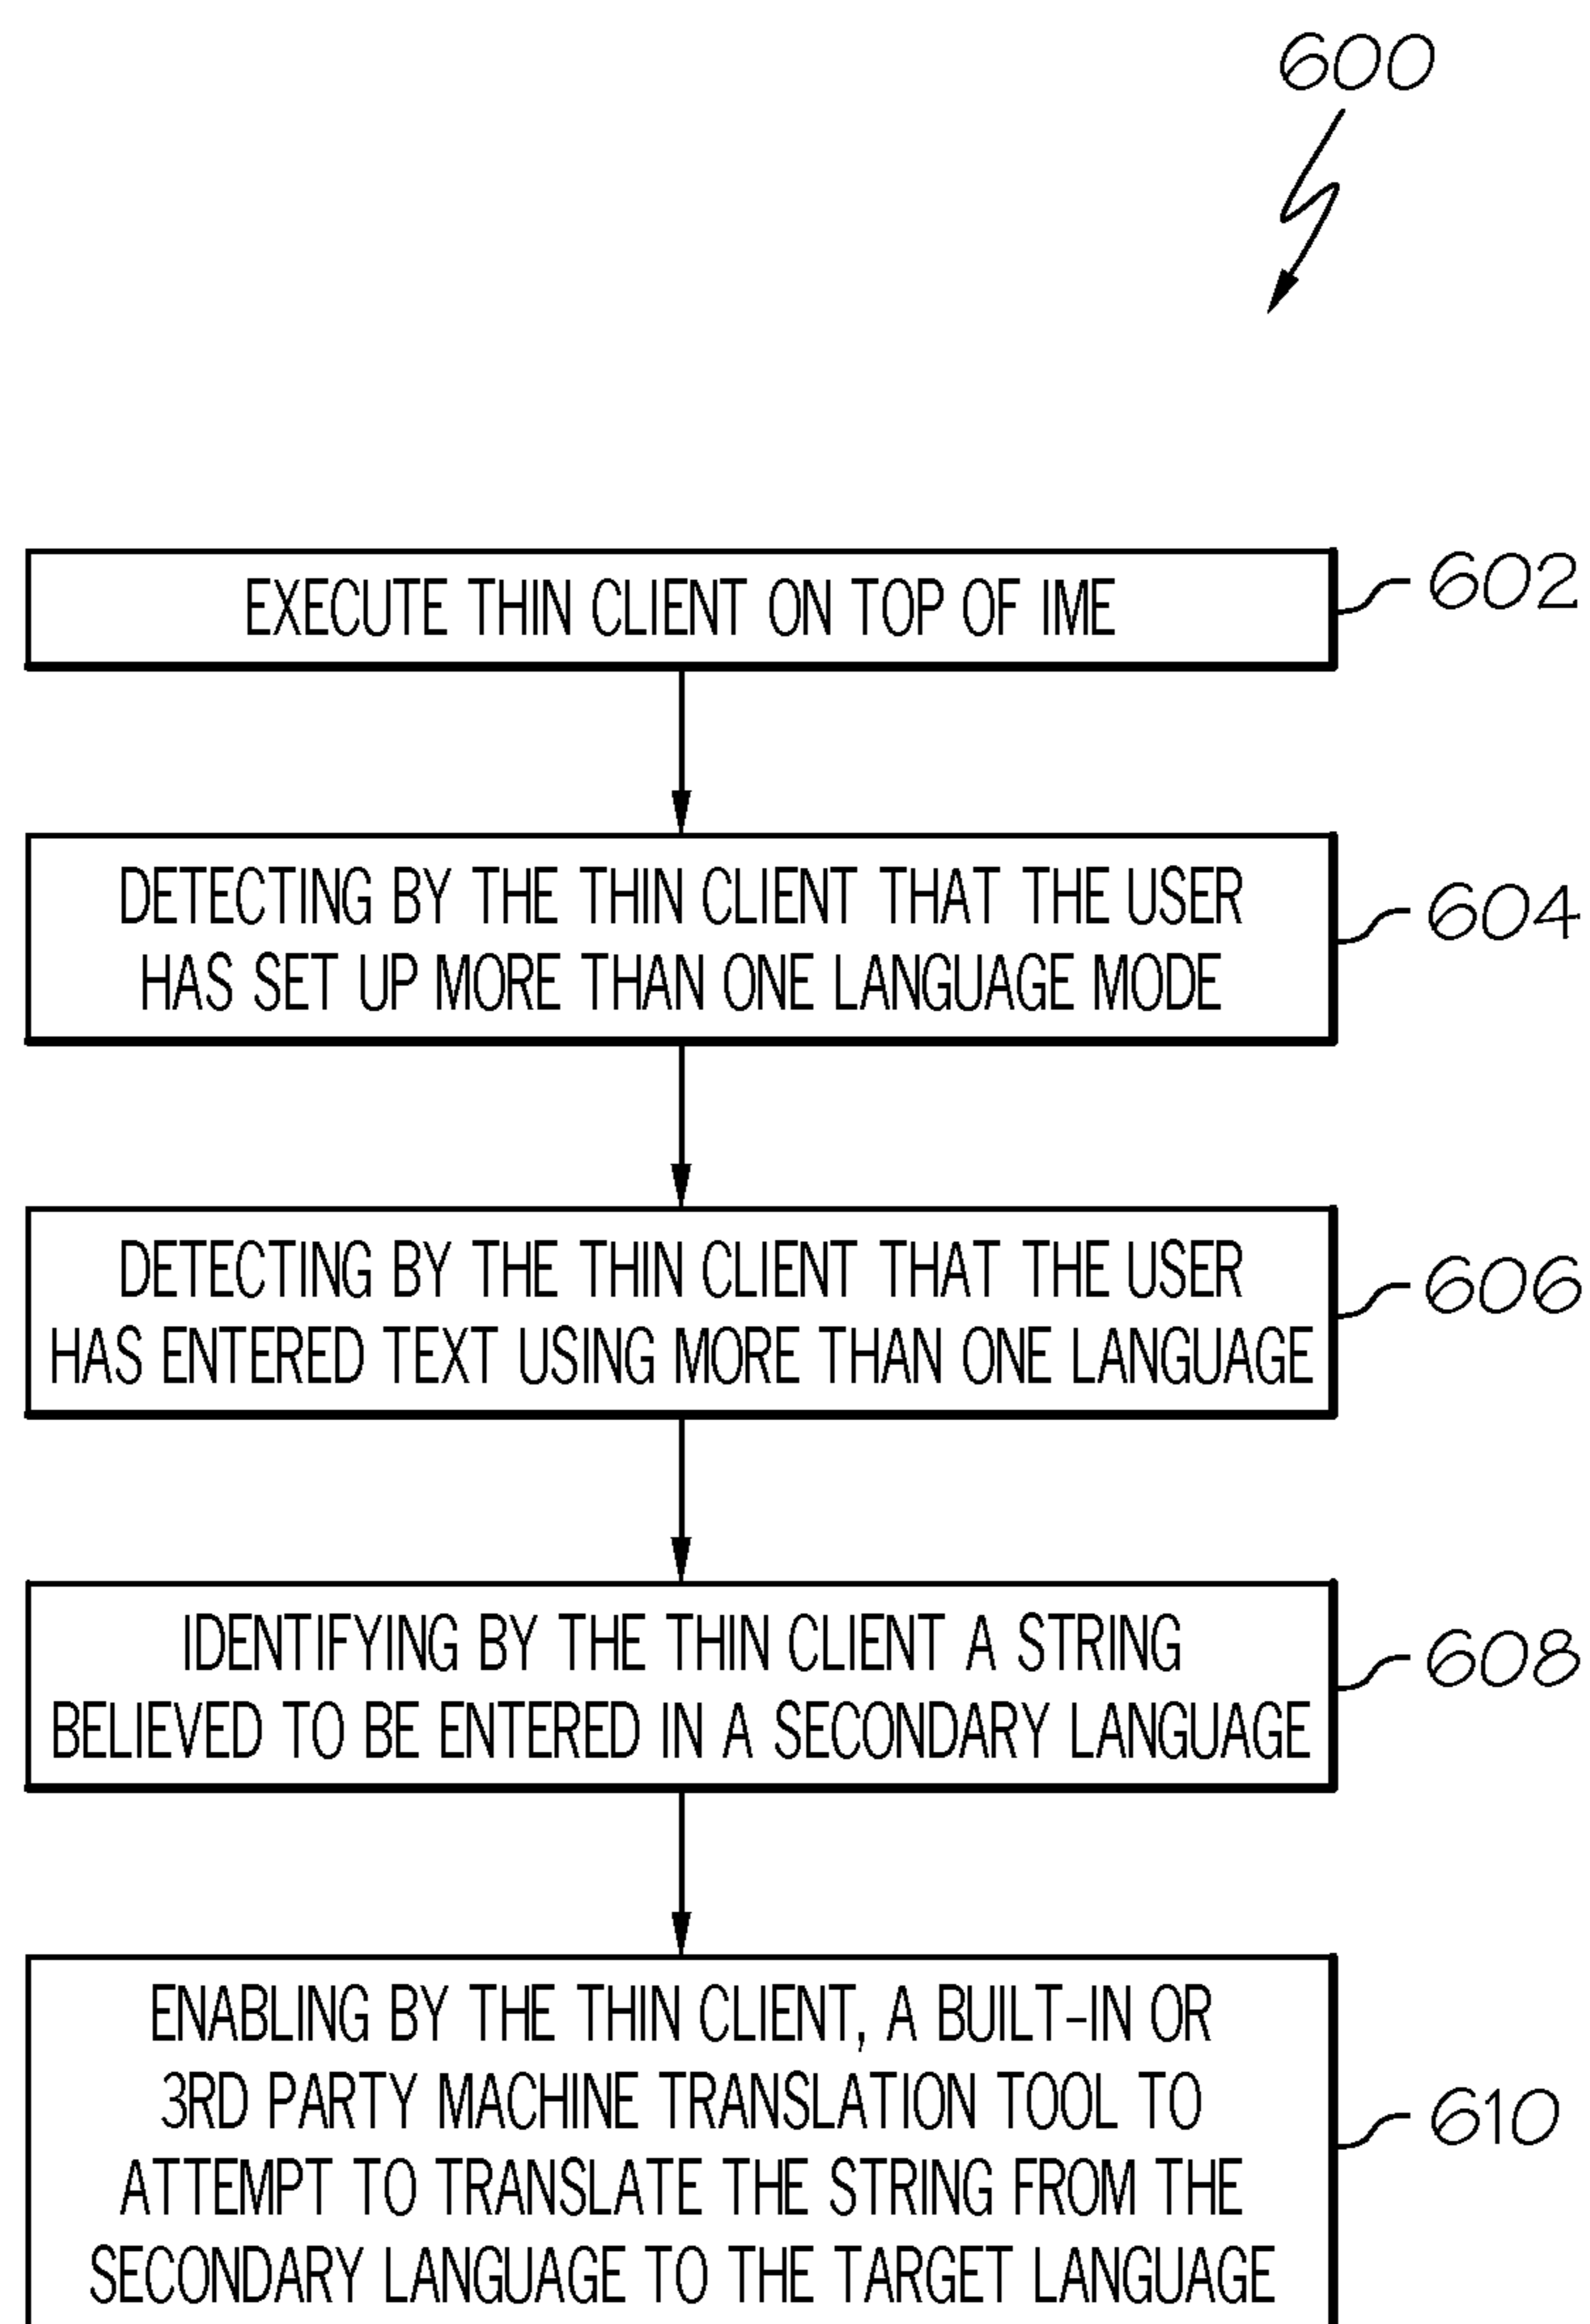 600
EXECUTE THIN CLIENT ON TOP OF IME
602
DETECTING BY THE THIN CLIENT THAT THE USER
HAS SET UP MORE THAN ONE LANGUAGE MODE
604
DETECTING BY THE THIN CLIENT THAT THE USER
HAS ENTERED TEXT USING MORE THAN ONE LANGUAGE
606
IDENTIFYING BY THE THIN CLIENT A STRING
BELIEVED TO BE ENTERED IN A SECONDARY LANGUAGE
608
ENABLING BY THE THIN CLIENT, A BUILT-IN OR
3RD PARTY MACHINE TRANSLATION TOOL TO
ATTEMPT TO TRANSLATE THE STRING FROM THE
SECONDARY LANGUAGE TO THE TARGET LANGUAGE
610